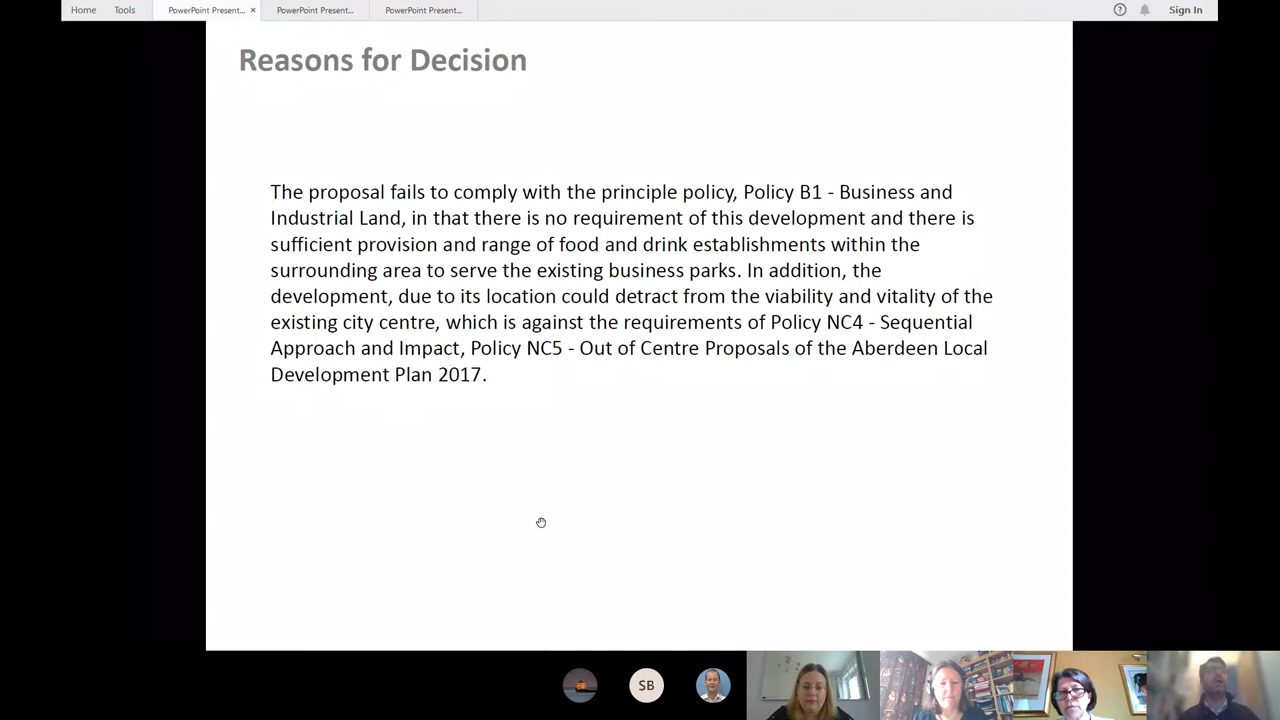 Home Tools PowerPoint Present... × PowerPoint Present... PowerPoint Present... Sign In
Reasons for Decision
The proposal fails to comply with the principle policy, Policy B1 - Business and
Industrial Land, in that there is no requirement of this development and there is
sufficient provision and range of food and drink establishments within the
surrounding area to serve the existing business parks. In addition, the
development, due to its location could detract from the viability and vitality of the
existing city centre, which is against the requirements of Policy NC4 - Sequential
Approach and Impact, Policy NC5 - Out of Centre Proposals of the Aberdeen Local
Development Plan 2017.
SB